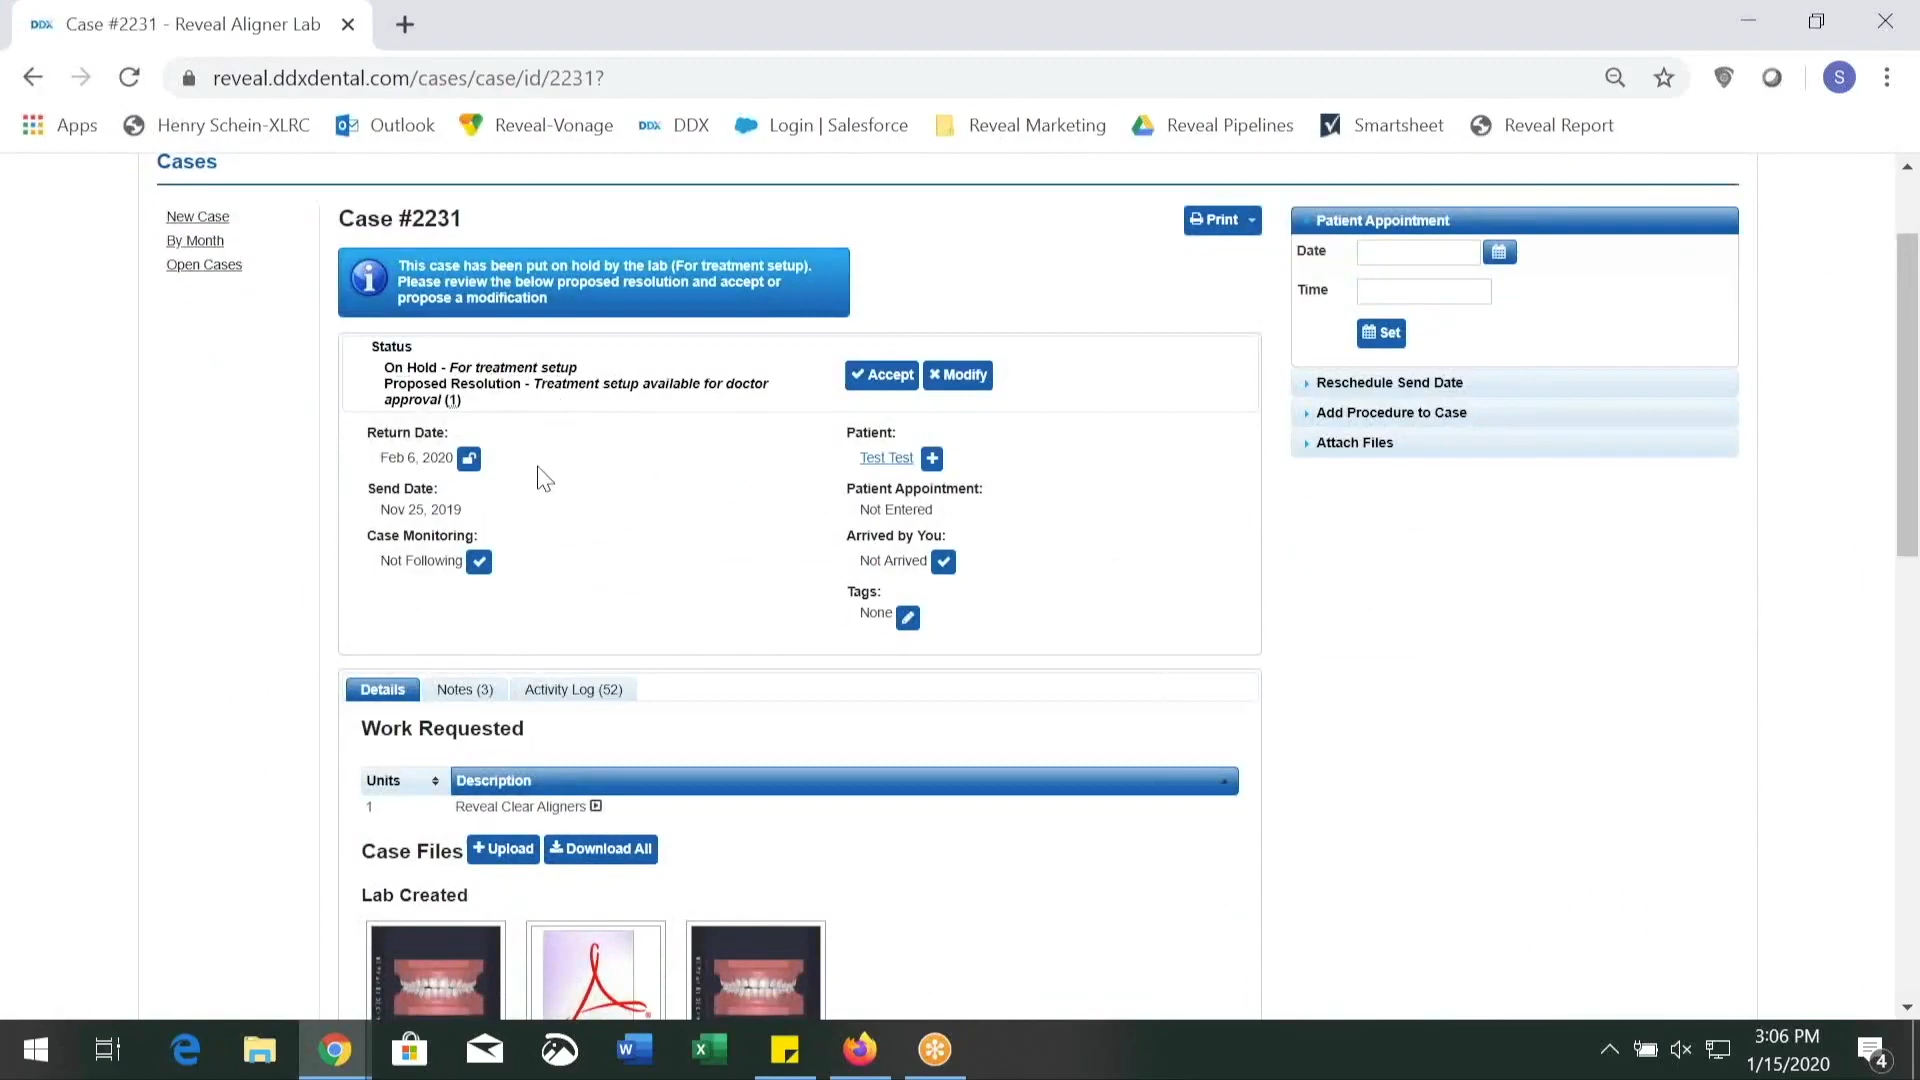 DDX Case #2231 - Reveal Aligner Lab
reveal.ddxdental.com/cases/case/id/2231?
S
Apps Henry Schein-XLRC Outlook Reveal-Vonage DDX DDX Login | Salesforce Reveal Marketing Reveal Pipelines Smartsheet Reveal Report
Cases
New Case
By Month
Open Cases
Case #2231
Print
This case has been put on hold by the lab (For treatment setup).
Please review the below proposed resolution and accept or
propose a modification
Status
On Hold - For treatment setup
Proposed Resolution - Treatment setup available for doctor
approval (1)
Accept Modify
Return Date:
Feb 6, 2020
Send Date:
Nov 25, 2019
Case Monitoring:
Not Following
Patient:
Test Test
Patient Appointment:
Not Entered
Arrived by You:
Not Arrived
Tags:
None
Patient Appointment
Date
Time
Set
Reschedule Send Date
Add Procedure to Case
Attach Files
Details Notes (3) Activity Log (52)
Work Requested
Units Description
1 Reveal Clear Aligners
Case Files Upload Download All
Lab Created
3:06 PM
1/15/2020
4